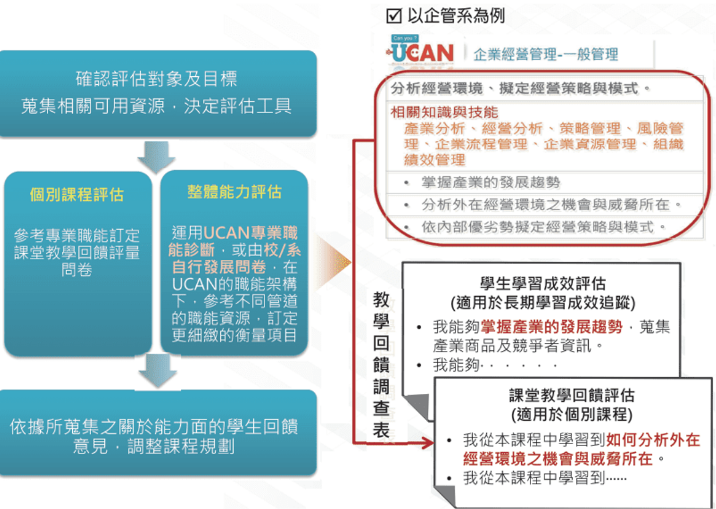 確認評估對象及目標
蒐集相關可用資源，決定評估工具
個別課程評估
參考專業職能訂定
課堂教學回饋評量
問卷
整體能力評估
運用UCAN專業職
能診斷，或由校/系
自行發展問卷，在
UCAN的職能架構
下，參考不同管道
的職能資源，訂定
更細緻的衡量項目
依據所蒐集之關於能力面的學生回饋
意見，調整課程規劃
☑ 以企管系為例
Can you ?
UCAN
企業經營管理-一般管理
分析經營環境、擬定經營策略與模式。
相關知識與技能
產業分析、經營分析、策略管理、風險管
理、企業流程管理、企業資源管理、組織
績效管理
• 掌握產業的發展趨勢
• 分析外在經營環境之機會與威脅所在。
• 依內部優劣勢擬定經營策略與模式。
教學回饋調查表
學生學習成效評估
(適用於長期學習成效追蹤)
• 我能夠掌握產業的發展趨勢，蒐集
產業商品及競爭者資訊。
• 我能夠‧‧‧‧‧‧
課堂教學回饋評估
(適用於個別課程)
• 我從本課程中學習到如何分析外在
經營環境之機會與威脅所在。
• 我從本課程中學習到……